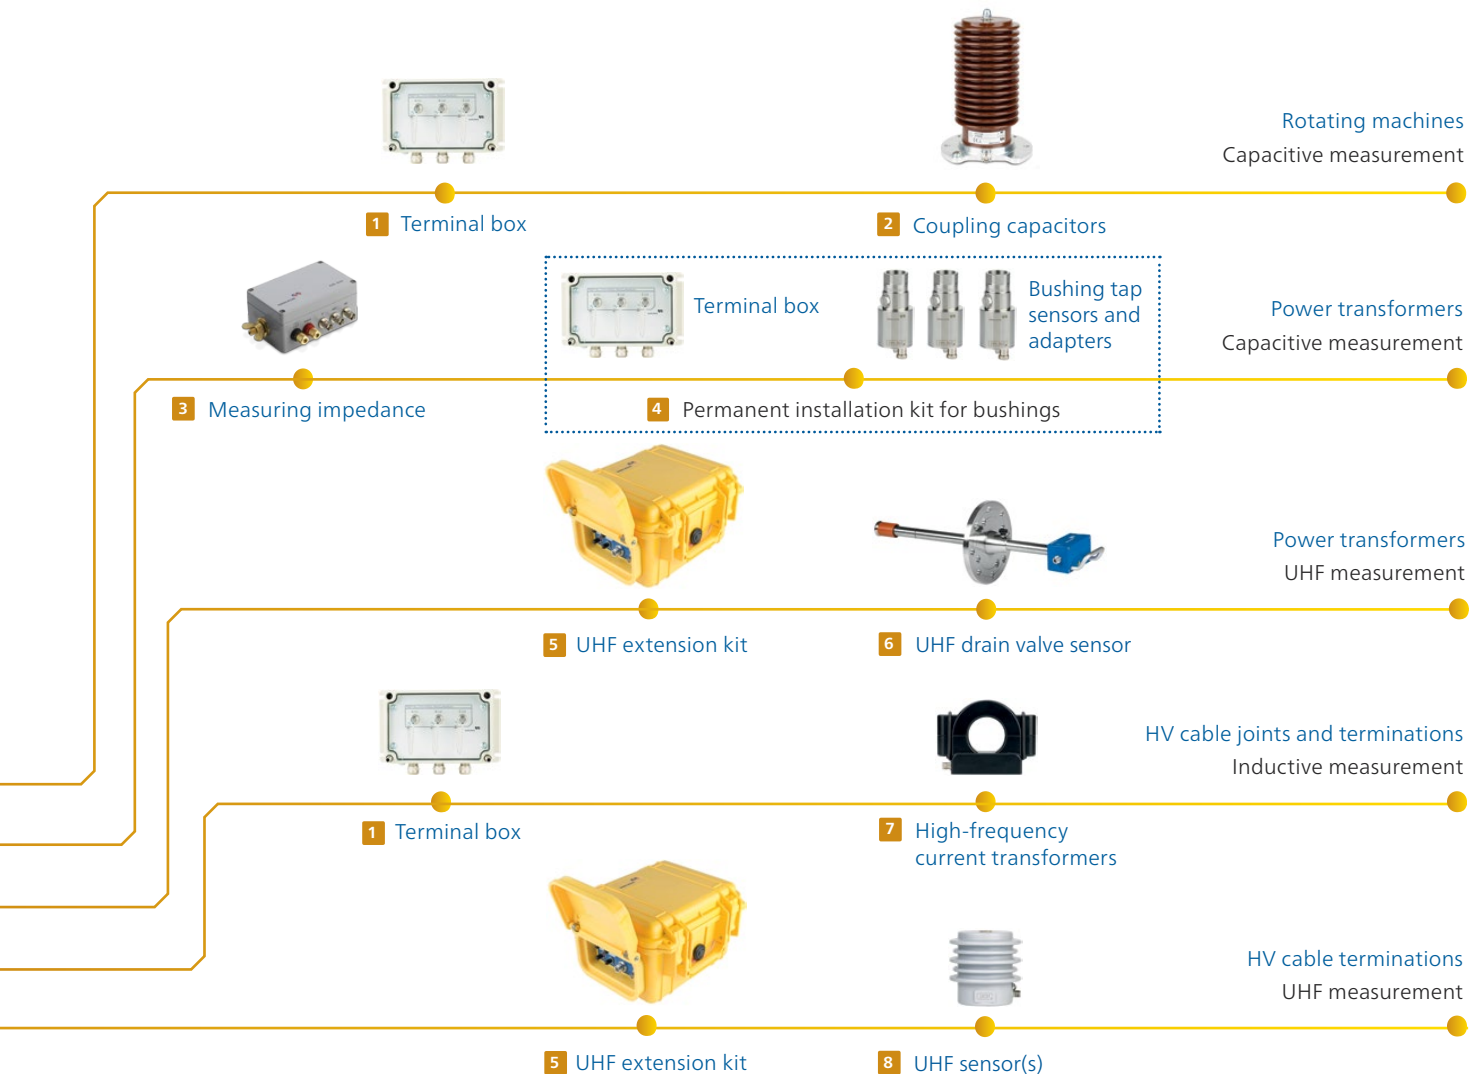 Rotating machines
Capacitive measurement
1 Terminal box
2 Coupling capacitors
Terminal box
Bushing tap
sensors and
adapters
Power transformers
Capacitive measurement
3 Measuring impedance
4 Permanent installation kit for bushings
Power transformers
UHF measurement
5 UHF extension kit
6 UHF drain valve sensor
HV cable joints and terminations
Inductive measurement
1 Terminal box
7 High-frequency
current transformers
HV cable terminations
UHF measurement
5 UHF extension kit
8 UHF sensor(s)